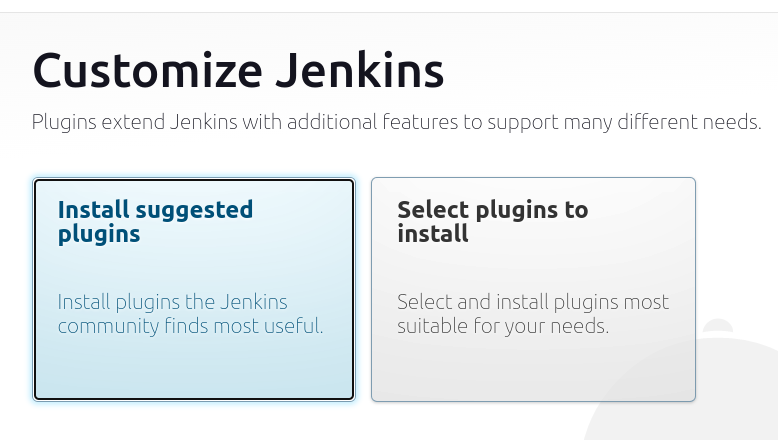 Customize Jenkins
Plugins extend Jenkins with additional features to support many different needs.
Install suggested
plugins
Install plugins the Jenkins
community finds most useful.
Select plugins to
install
Select and install plugins most
suitable for your needs.